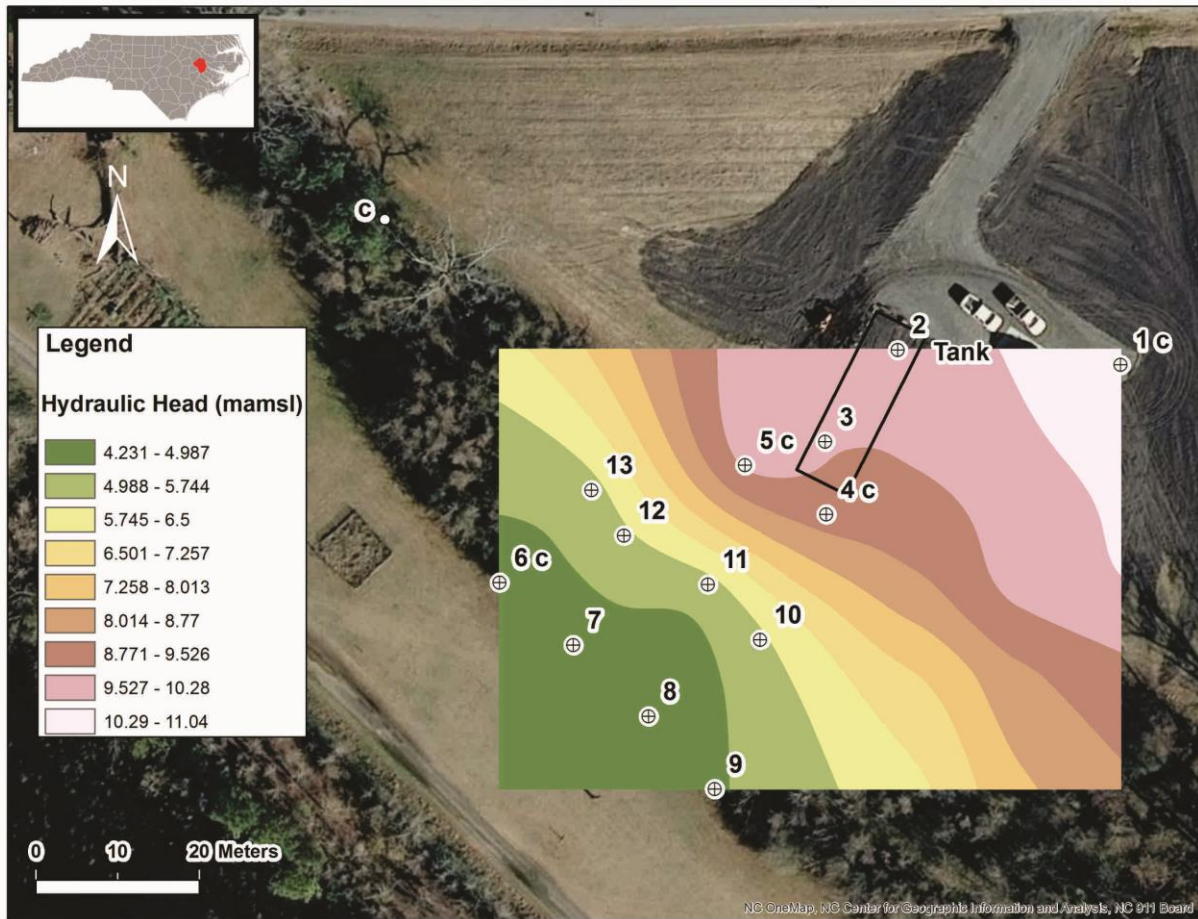 N
C
2
Tank
1 c
3
5 c
4 c
13
12
11
6 c
10
7
8
9
Legend
Hydraulic Head (mamsl)
4.231 - 4.987
4.988 - 5.744
5.745 - 6.5
6.501 - 7.257
7.258 - 8.013
8.014 - 8.77
8.771 - 9.526
9.527 - 10.28
10.29 - 11.04
0 10 20 Meters
NC OneMap, NC Center for Geographic Information and Analysis, NC 911 Board